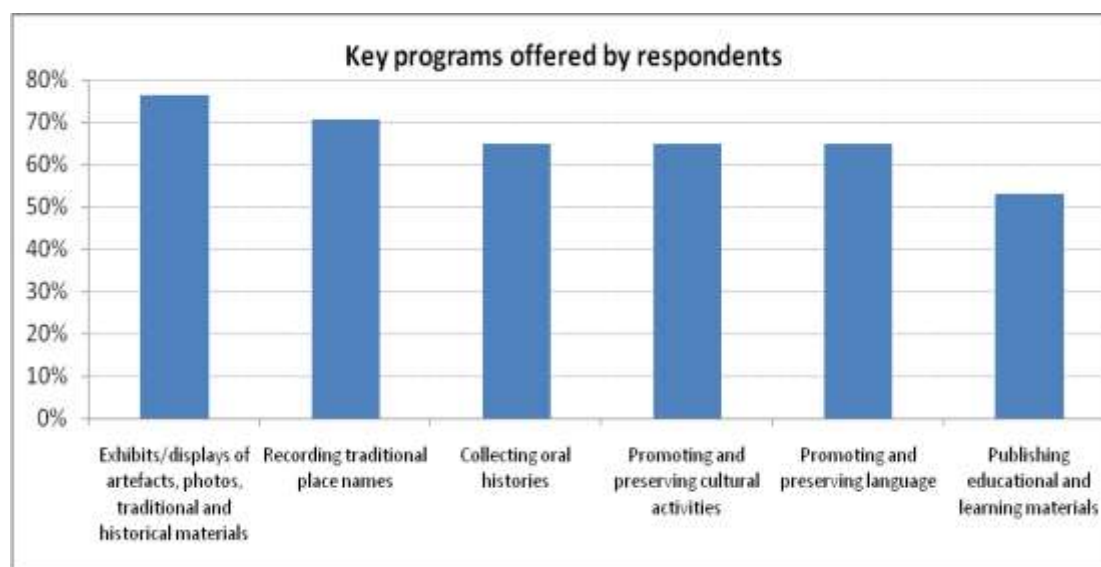 Key programs offered by respondents
80%
70%
60%
50%
40%
30%
20%
10%
0%
Exhibits/displays of
artefacts, photos,
traditional and
historical materials
Recording traditional
place names
Collecting oral
histories
Promoting and
preserving cultural
activities
Promoting and
preserving language
Publishing
educational and
learning materials